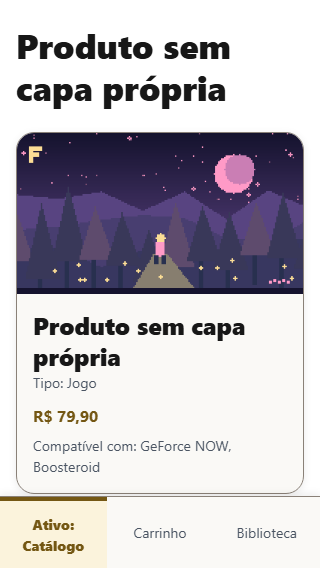 Produto sem
capa própria
F
Produto sem capa
própria
Tipo: Jogo
R$ 79,90
Compatível com: GeForce NOW,
Boosteroid
Ativo:
Catálogo
Carrinho
Biblioteca